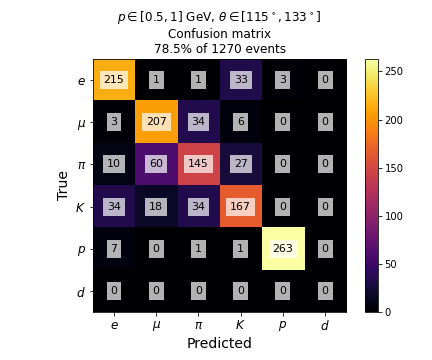 p ∈ [0.5, 1] GeV, θ ∈ [115°, 133°]
Confusion matrix
78.5% of 1270 events
e 215 1 1 33 3 0
μ 3 207 34 6 0 0
π 10 60 145 27 0 0
K 34 18 34 167 0 0
p 7 0 1 1 263 0
d 0 0 0 0 0 0
e μ π K p d
True
Predicted
250
200
150
100
50
0